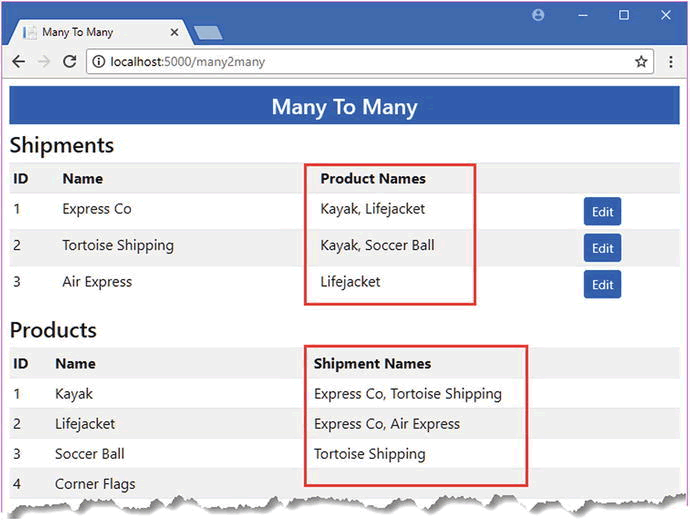 Many To Many
localhost:5000/many2many
Many To Many
Shipments
ID Name Product Names
1 Express Co Kayak, Lifejacket Edit
2 Tortoise Shipping Kayak, Soccer Ball Edit
3 Air Express Lifejacket Edit
Products
ID Name Shipment Names
1 Kayak Express Co, Tortoise Shipping
2 Lifejacket Express Co, Air Express
3 Soccer Ball Tortoise Shipping
4 Corner Flags